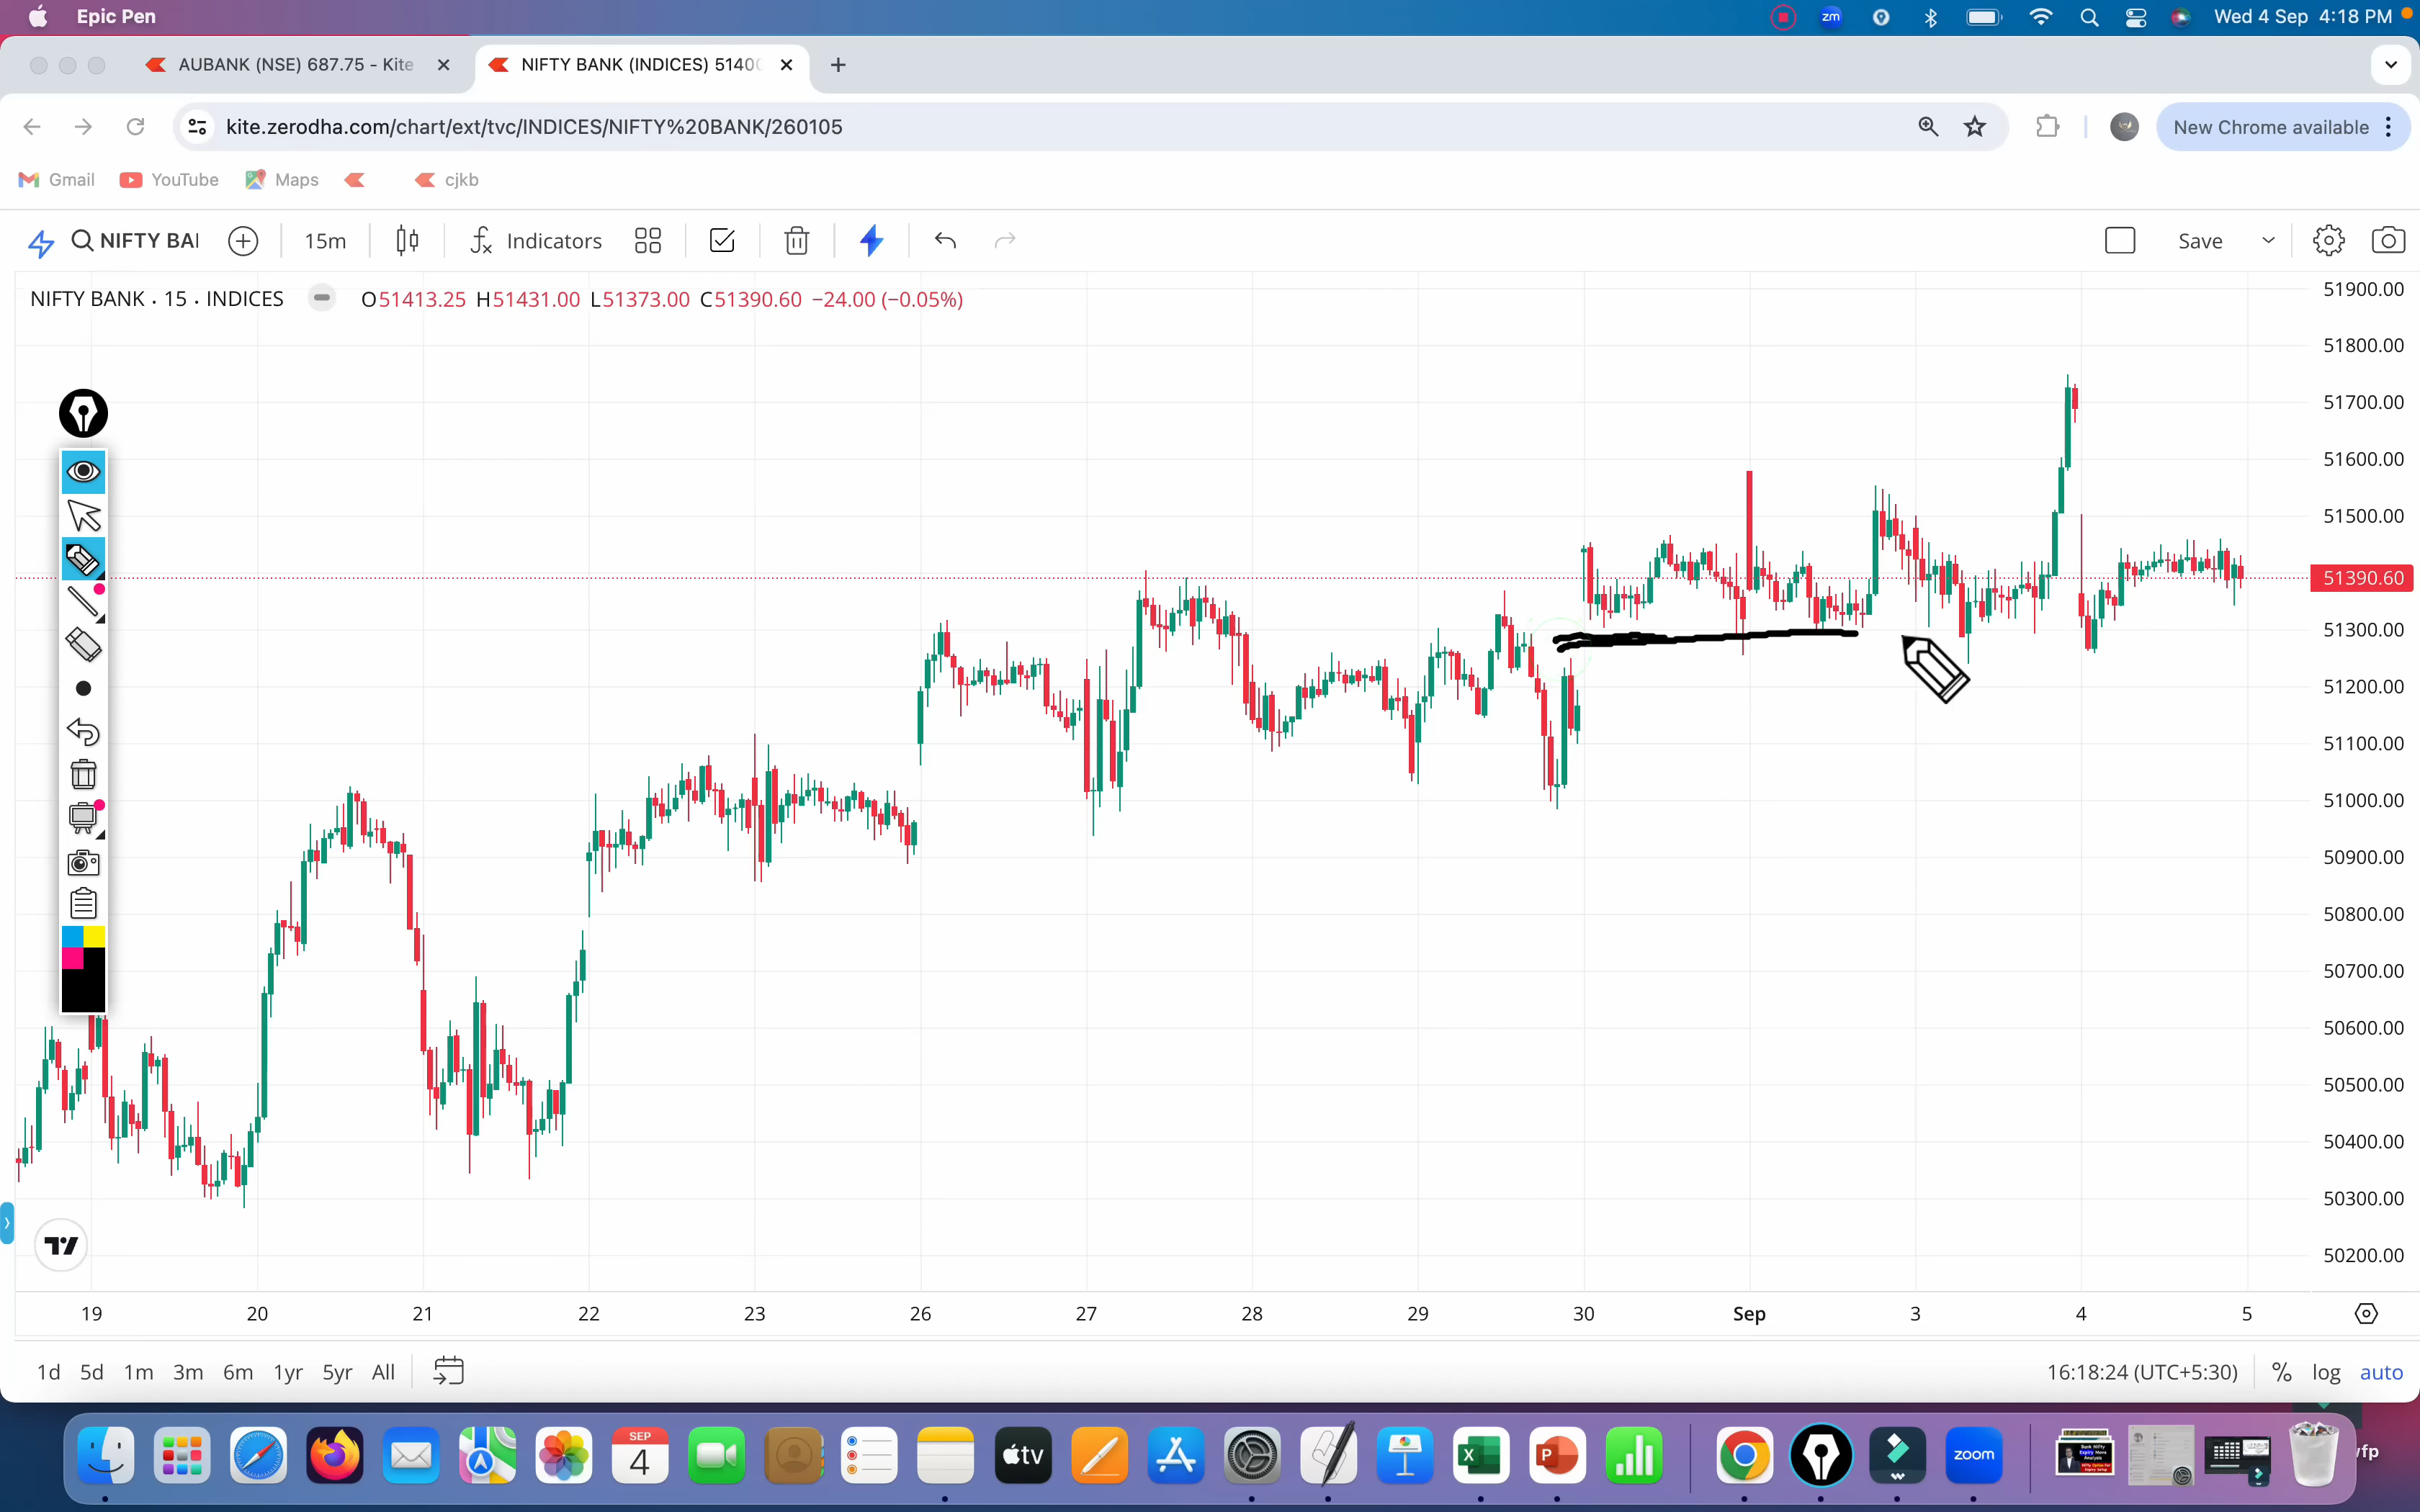 Epic Pen
zm
Wed 4 Sep 4:18 PM
AUBANK (NSE) 687.75 - Kite
NIFTY BANK (INDICES) 5140
kite.zerodha.com/chart/ext/tvc/INDICES/NIFTY%20BANK/260105
New Chrome available
Gmail
YouTube
Maps
cjkb
NIFTY BA
15m
Indicators
Save
NIFTY BANK · 15 · INDICES
O51413.25 H51431.00 L51373.00 C51390.60 −24.00 (−0.05%)
51900.00
51800.00
51700.00
51600.00
51500.00
51390.60
51300.00
51200.00
51100.00
51000.00
50900.00
50800.00
50700.00
50600.00
50500.00
50400.00
50300.00
50200.00
19 20 21 22 23 26 27 28 29 30 Sep 3 4 5
1d 5d 1m 3m 6m 1yr 5yr All
16:18:24 (UTC+5:30)
% log auto
SEP
4
tv
X
P
zoom